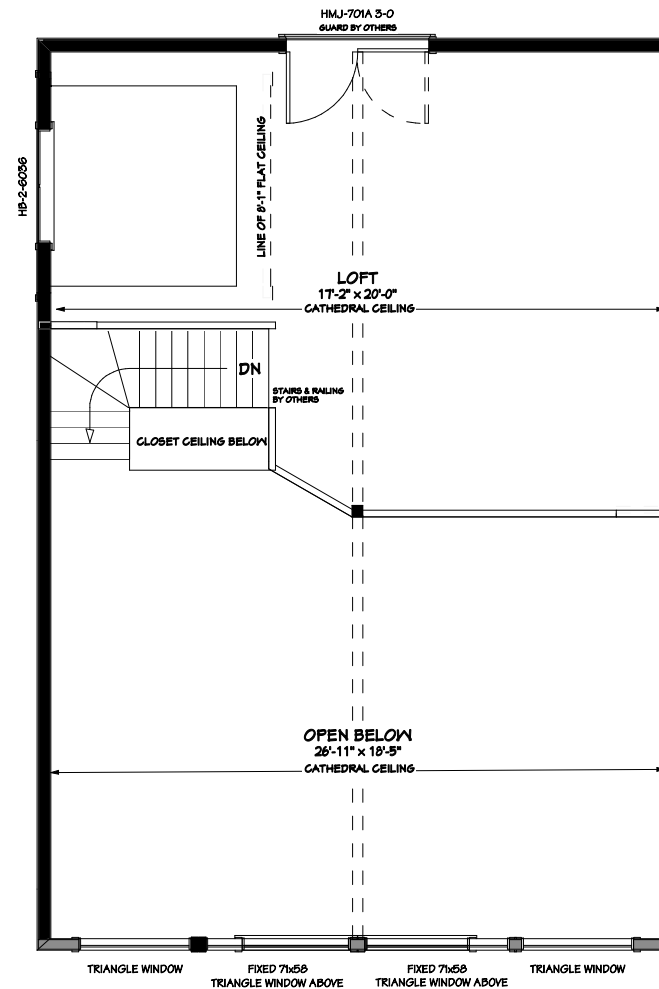 HMJ-701A 3-0
GUARD BY OTHERS
HB-2-6036
LINE OF 8'-1" FLAT CEILING
LOFT
17'-2" x 20'-0"
CATHEDRAL CEILING
DN
STAIRS & RAILING
BY OTHERS
CLOSET CEILING BELOW
OPEN BELOW
26'-11" x 18'-5"
CATHEDRAL CEILING
TRIANGLE WINDOW
FIXED 71x58
TRIANGLE WINDOW ABOVE
FIXED 71x58
TRIANGLE WINDOW ABOVE
TRIANGLE WINDOW